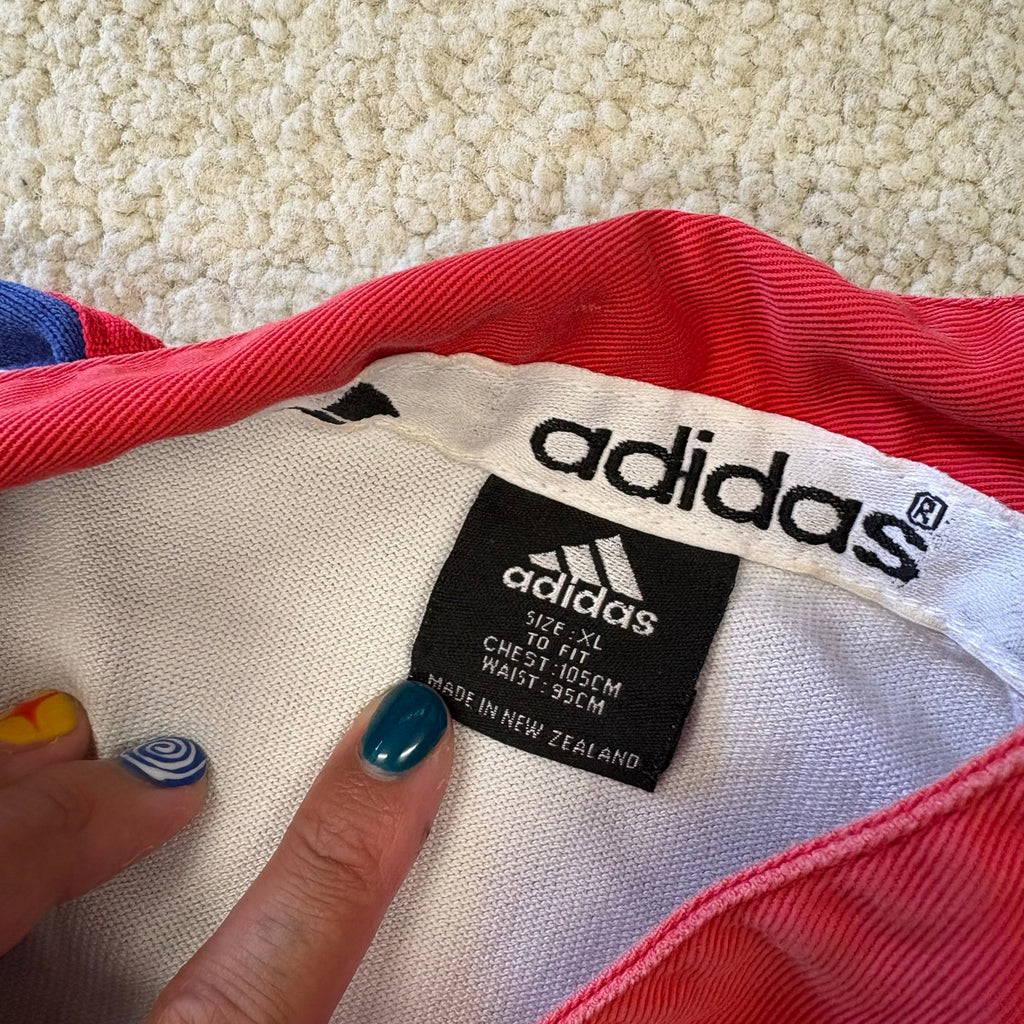 adidas®
adidas
SIZE : XL
TO FIT
CHEST : 105CM
WAIST : 95CM
MADE IN NEW ZEALAND